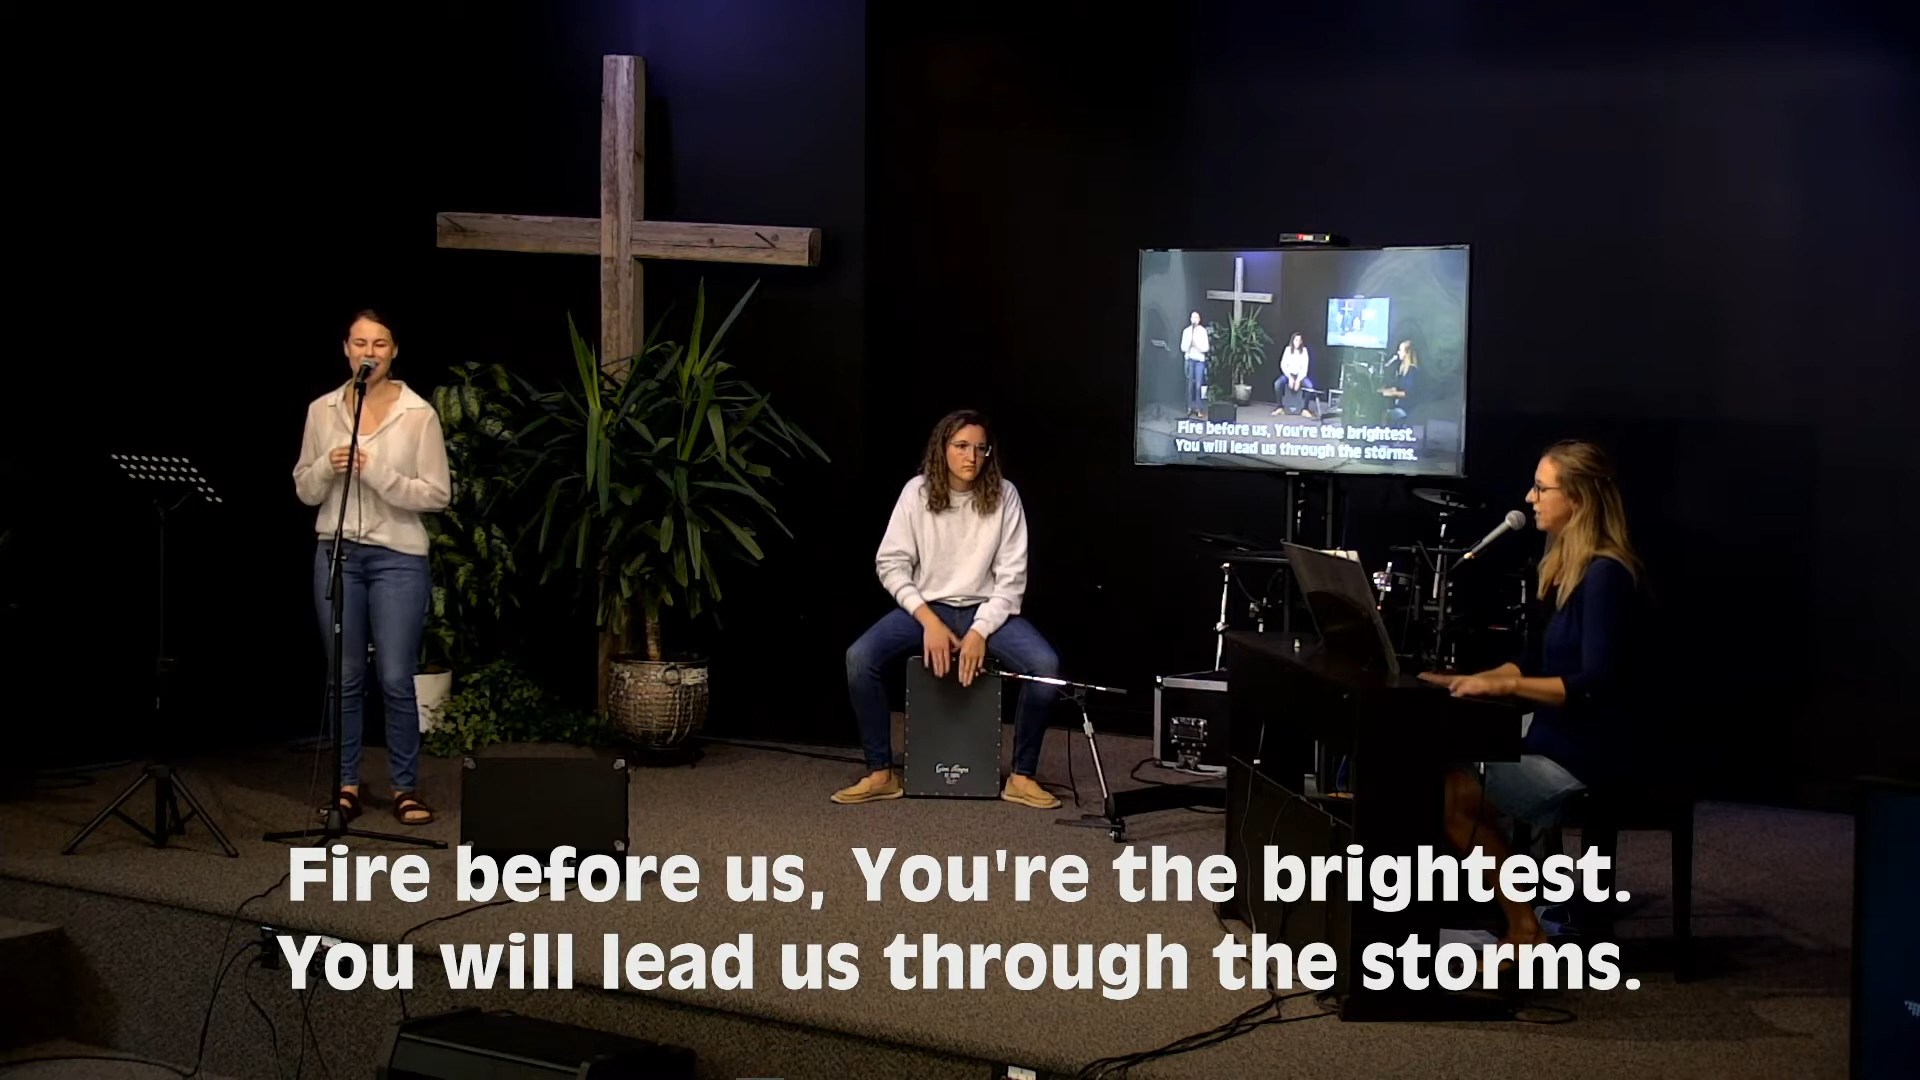 Fire before us, You're the brightest.
You will lead us through the storms.
Fire before us, You're the brightest.
You will lead us through the storms.